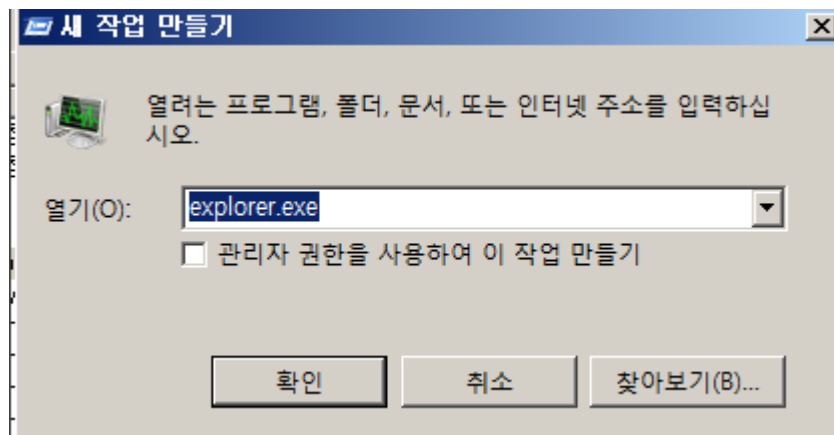 새 작업 만들기
열려는 프로그램, 폴더, 문서, 또는 인터넷 주소를 입력하십
시오.
열기(O):
explorer.exe
관리자 권한을 사용하여 이 작업 만들기
확인
취소
찾아보기(B)...